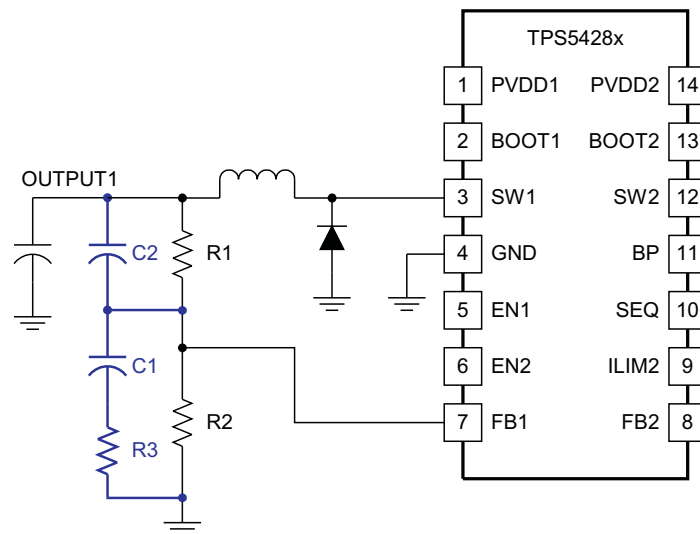 TPS5428x
1 PVDD1 PVDD2 14
2 BOOT1 BOOT2 13
OUTPUT1
3 SW1 SW2 12
C2 R1 4 GND BP 11
5 EN1 SEQ 10
C1 6 EN2 ILIM2 9
R3 R2 7 FB1 FB2 8